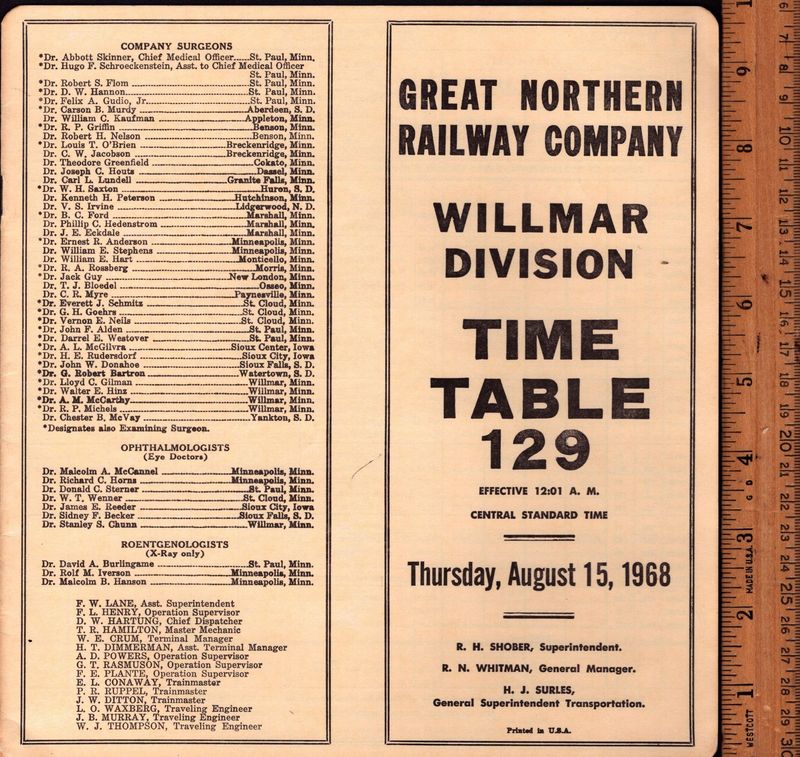 COMPANY SURGEONS
*Dr. Abbott Skinner, Chief Medical Officer......St. Paul, Minn.
*Dr. Hugo F. Schroeckenstein, Asst. to Chief Medical Officer
St. Paul, Minn.
*Dr. Robert S. Flom ........ St. Paul, Minn.
*Dr. D. W. Hannon ........ St. Paul, Minn.
*Dr. Felix A. Gudio, Jr. ........ St. Paul, Minn.
*Dr. Carson B. Murdy ........ Aberdeen, S. D.
Dr. William C. Kaufman ........ Appleton, Minn.
*Dr. R. P. Griffin ........ Benson, Minn.
Dr. Robert H. Nelson ........ Benson, Minn.
*Dr. Louis T. O'Brien ........ Breckenridge, Minn.
Dr. C. W. Jacobson ........ Breckenridge, Minn.
Dr. Theodore Greenfield ........ Cokato, Minn.
Dr. Joseph C. Houts ........ Dassel, Minn.
Dr. Carl L. Lundell ........ Granite Falls, Minn.
*Dr. W. H. Saxton ........ Huron, S. D.
Dr. Kenneth H. Peterson ........ Hutchinson, Minn.
Dr. V. S. Irvine ........ Lidgerwood, N. D.
*Dr. B. C. Ford ........ Marshall, Minn.
Dr. Phillip C. Hedenstrom ........ Marshall, Minn.
Dr. J. E. Eckdale ........ Marshall, Minn.
*Dr. Ernest R. Anderson ........ Minneapolis, Minn.
Dr. William E. Stephens ........ Minneapolis, Minn.
Dr. William E. Hart ........ Monticello, Minn.
*Dr. R. A. Rossberg ........ Morris, Minn.
*Dr. Jack Guy ........ New London, Minn.
Dr. T. J. Bloedel ........ Osseo, Minn.
Dr. C. R. Myre ........ Paynesville, Minn.
*Dr. Everett J. Schmitz ........ St. Cloud, Minn.
*Dr. G. H. Goehrs ........ St. Cloud, Minn.
*Dr. Vernon E. Neils ........ St. Cloud, Minn.
*Dr. John F. Alden ........ St. Paul, Minn.
*Dr. Darrel E. Westover ........ St. Paul, Minn.
*Dr. A. L. McGilvra ........ Sioux Center, Iowa
*Dr. H. E. Rudersdorf ........ Sioux City, Iowa
*Dr. John W. Donahoe ........ Sioux Falls, S. D.
*Dr. G. Robert Bartron ........ Watertown, S. D.
*Dr. Lloyd C. Gilman ........ Willmar, Minn.
*Dr. Walter E. Hinz ........ Willmar, Minn.
*Dr. A. M. McCarthy ........ Willmar, Minn.
*Dr. R. P. Michels ........ Willmar, Minn.
Dr. Chester B. McVay ........ Yankton, S. D.
*Designates also Examining Surgeon.
OPHTHALMOLOGISTS
(Eye Doctors)
Dr. Malcolm A. McCannel ........ Minneapolis, Minn.
Dr. Richard C. Horns ........ Minneapolis, Minn.
Dr. Donald C. Sterner ........ St. Paul, Minn.
Dr. W. T. Wenner ........ St. Cloud, Minn.
Dr. James E. Reeder ........ Sioux City, Iowa
Dr. Sidney F. Becker ........ Sioux Falls, S. D.
Dr. Stanley S. Chunn ........ Willmar, Minn.
ROENTGENOLOGISTS
(X-Ray only)
Dr. David A. Burlingame ........ St. Paul, Minn.
Dr. Rolf M. Iverson ........ Minneapolis, Minn.
Dr. Malcolm B. Hanson ........ Minneapolis, Minn.
F. W. LANE, Asst. Superintendent
F. L. HENRY, Operation Supervisor
D. W. HARTUNG, Chief Dispatcher
T. R. HAMILTON, Master Mechanic
W. E. CRUM, Terminal Manager
H. T. DIMMERMAN, Asst. Terminal Manager
A. D. POWERS, Operation Supervisor
G. T. RASMUSON, Operation Supervisor
F. E. PLANTE, Operation Supervisor
E. L. CONAWAY, Trainmaster
P. R. RUPPEL, Trainmaster
J. W. DITTON, Trainmaster
L. O. WAXBERG, Traveling Engineer
J. B. MURRAY, Traveling Engineer
W. J. THOMPSON, Traveling Engineer
GREAT NORTHERN
RAILWAY COMPANY
WILLMAR
DIVISION
TIME
TABLE
129
EFFECTIVE 12:01 A. M.
CENTRAL STANDARD TIME
Thursday, August 15, 1968
R. H. SHOBER, Superintendent.
R. N. WHITMAN, General Manager.
H. J. SURLES,
General Superintendent Transportation.
Printed in U.S.A.
1 2 3 4 5 6 7 8 9
WESTCOTT
MADE IN U.S.A.
6 7 8 9 10 11 12 13 14 15 16 17 18 19 20 21 22 23 24 25 26 27 28 29 30